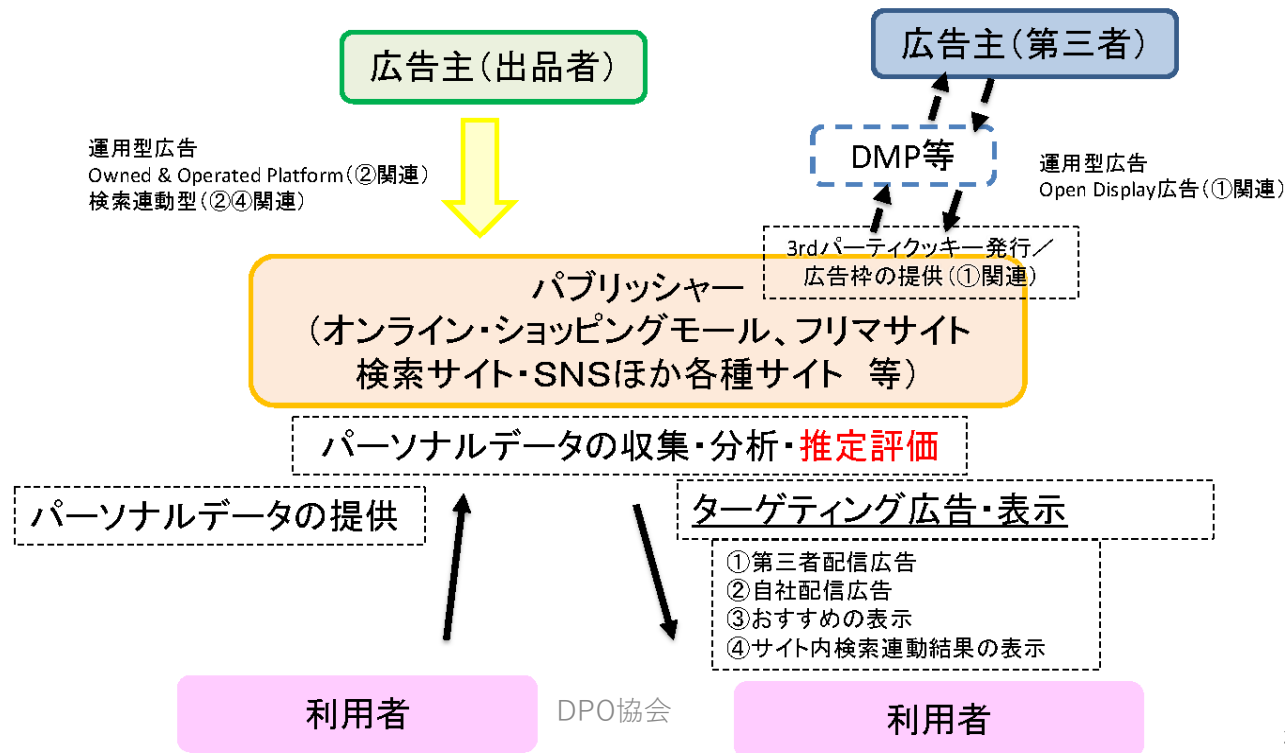 広告主(出品者)
広告主(第三者)
運用型広告
Owned & Operated Platform(②関連)
検索連動型(②④関連)
DMP等
運用型広告
Open Display広告(①関連)
3rdパーティクッキー発行/
広告枠の提供(①関連)
パブリッシャー
(オンライン・ショッピングモール、フリマサイト
検索サイト・SNSほか各種サイト 等)
パーソナルデータの収集・分析・推定評価
パーソナルデータの提供
ターゲティング広告・表示
①第三者配信広告
②自社配信広告
③おすすめの表示
④サイト内検索連動結果の表示
利用者
DPO協会
利用者